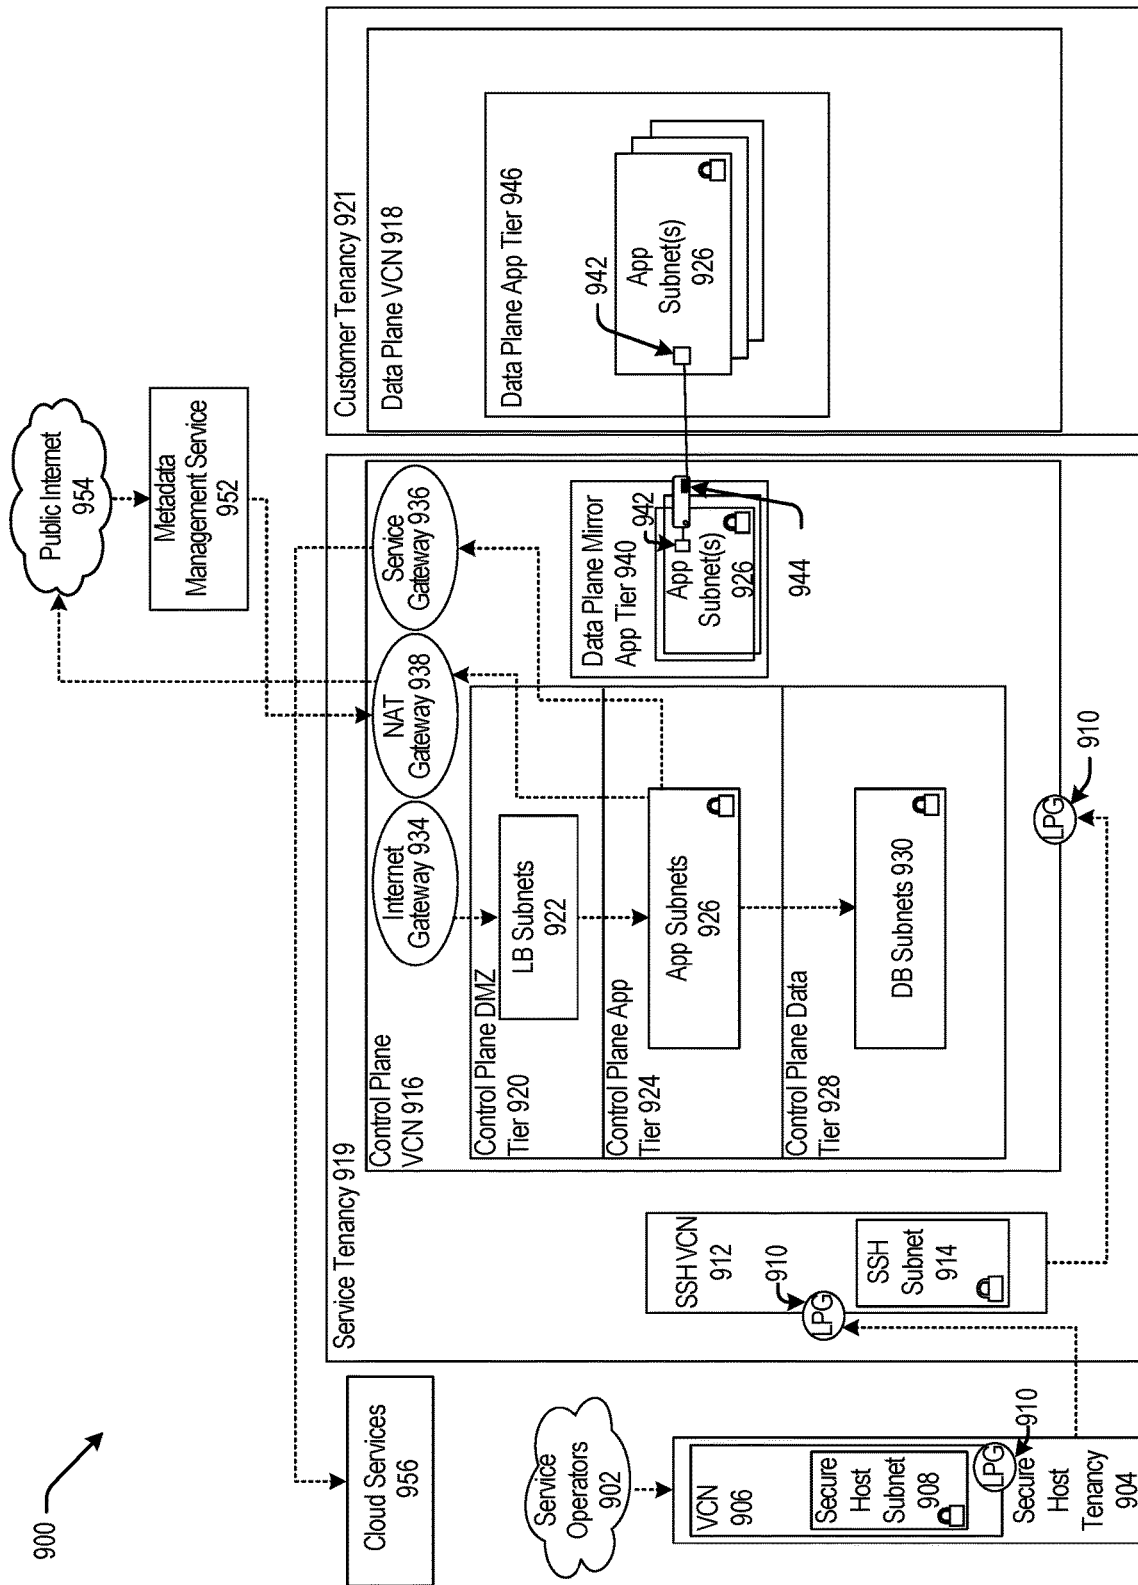 900
Cloud Services
956
Service
Operators
902
VCN
906
Secure
Host
Subnet
908
LPG
910
Secure
Host
Tenancy
904
Service Tenancy 919
SSH VCN
912
910
LPG
SSH
Subnet
914
Control Plane
VCN 916
Internet
Gateway 934
NAT
Gateway 938
Service
Gateway 936
Control Plane DMZ
Tier 920
LB Subnets
922
Control Plane App
Tier 924
App Subnets
926
Control Plane Data
Tier 928
DB Subnets 930
LPG
910
Data Plane Mirror
App Tier 940
942
App
Subnet(s)
926
944
Public Internet
954
Metadata
Management Service
952
Customer Tenancy 921
Data Plane VCN 918
Data Plane App Tier 946
942
App
Subnet(s)
926